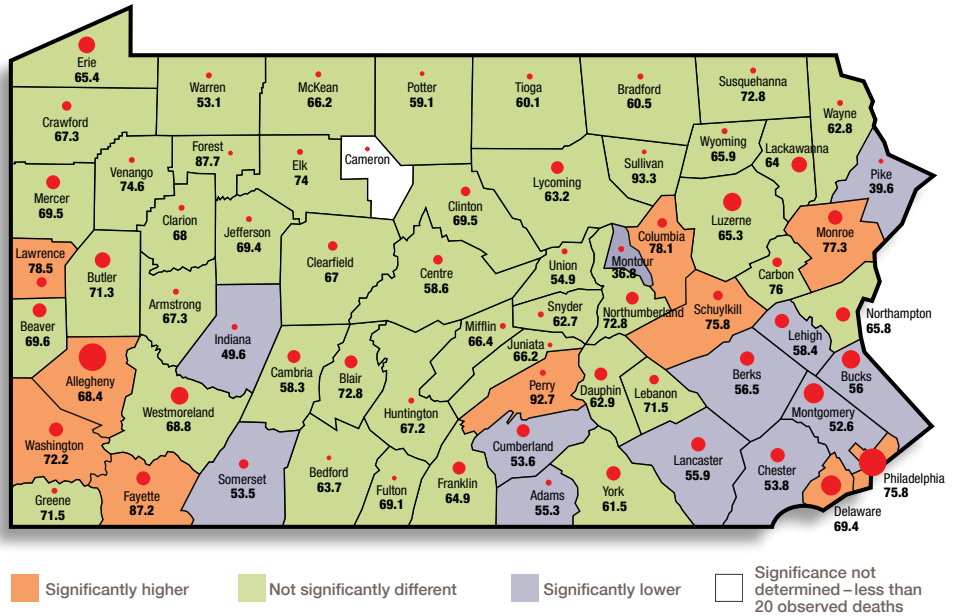 Erie
65.4
Warren
53.1
McKean
66.2
Potter
59.1
Tioga
60.1
Bradford
60.5
Susquehanna
72.8
Wayne
62.8
Crawford
67.3
Forest
87.7
Elk
74
Cameron
Wyoming
65.9
Lackawanna
64
Venango
74.6
Mercer
69.5
Clarion
68
Jefferson
69.4
Clinton
69.5
Lycoming
63.2
Sullivan
93.3
Pike
39.6
Luzerne
65.3
Monroe
77.3
Lawrence
78.5
Butler
71.3
Clearfield
67
Centre
58.6
Union
54.9
Montour
36.8
Columbia
78.1
Carbon
76
Armstrong
67.3
Beaver
69.6
Indiana
49.6
Snyder
62.7
Northumberland
72.8
Schuylkill
75.8
Northampton
65.8
Mifflin
66.4
Juniata
66.2
Lehigh
58.4
Allegheny
68.4
Cambria
58.3
Blair
72.8
Perry
92.7
Dauphin
62.9
Lebanon
71.5
Berks
56.5
Bucks
56
Westmoreland
68.8
Huntington
67.2
Montgomery
52.6
Washington
72.2
Cumberland
53.6
Lancaster
55.9
Chester
53.8
Philadelphia
75.8
Greene
71.5
Fayette
87.2
Somerset
53.5
Bedford
63.7
Fulton
69.1
Franklin
64.9
Adams
55.3
York
61.5
Delaware
69.4
Significantly higher
Not significantly different
Significantly lower
Significance not
determined – less than
20 observed deaths